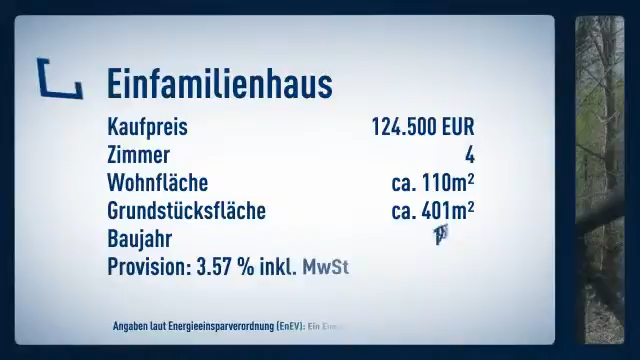 Einfamilienhaus
Kaufpreis 124.500 EUR
Zimmer 4
Wohnfläche ca. 110m²
Grundstücksfläche ca. 401m²
Baujahr
Provision: 3.57 % inkl. MwSt
Angaben laut Energieeinsparverordnung (EnEV): Ein